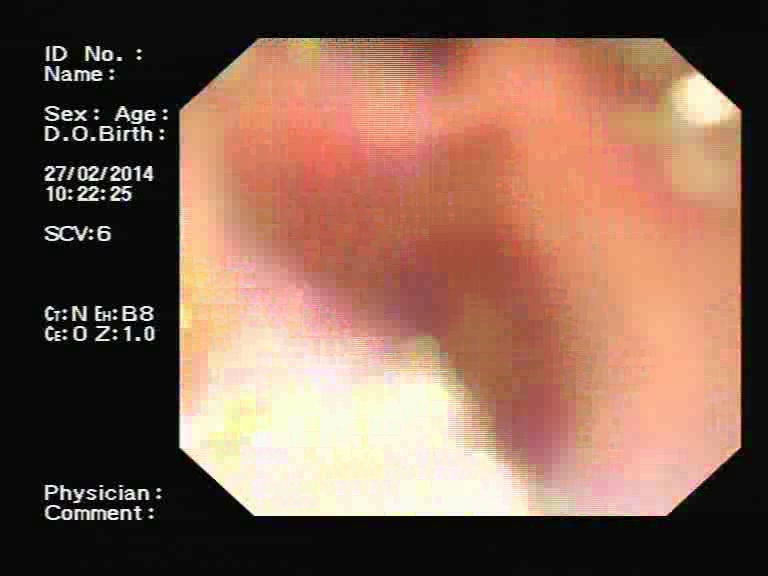 ID No. :
Name:
Sex: Age:
D.O.Birth:
27/02/2014
10:22:25
SCV:6
CT:N EH:B8
CE:0 Z:1.0
Physician:
Comment: